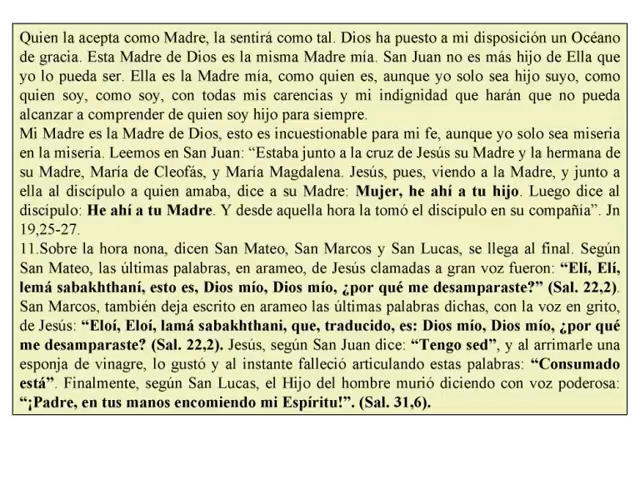 Quien la acepta como Madre, la sentirá como tal. Dios ha puesto a mi disposición un Océano
de gracia. Esta Madre de Dios es la misma Madre mía. San Juan no es más hijo de Ella que
yo lo pueda ser. Ella es la Madre mía, como quien es, aunque yo solo sea hijo suyo, como
quien soy, como soy, con todas mis carencias y mi indignidad que harán que no pueda
alcanzar a comprender de quien soy hijo para siempre.
Mi Madre es la Madre de Dios, esto es incuestionable para mi fe, aunque yo solo sea miseria
en la miseria. Leemos en San Juan: “Estaba junto a la cruz de Jesús su Madre y la hermana de
su Madre, María de Cleofás, y María Magdalena. Jesús, pues, viendo a la Madre, y junto a
ella al discípulo a quien amaba, dice a su Madre: Mujer, he ahí a tu hijo. Luego dice al
discípulo: He ahí a tu Madre. Y desde aquella hora la tomó el discípulo en su compañía”. Jn
19,25-27.
11.Sobre la hora nona, dicen San Mateo, San Marcos y San Lucas, se llega al final. Según
San Mateo, las últimas palabras, en arameo, de Jesús clamadas a gran voz fueron: “Elí, Elí,
lemá sabakhthaní, esto es, Dios mío, Dios mío, ¿por qué me desamparaste?” (Sal. 22,2).
San Marcos, también deja escrito en arameo las últimas palabras dichas, con la voz en grito,
de Jesús: “Eloí, Eloí, lamá sabakhthani, que, traducido, es: Dios mío, Dios mío, ¿por qué
me desamparaste? (Sal. 22,2). Jesús, según San Juan dice: “Tengo sed”, y al arrimarle una
esponja de vinagre, lo gustó y al instante falleció articulando estas palabras: “Consumado
está”. Finalmente, según San Lucas, el Hijo del hombre murió diciendo con voz poderosa:
“¡Padre, en tus manos encomiendo mi Espíritu!”. (Sal. 31,6).